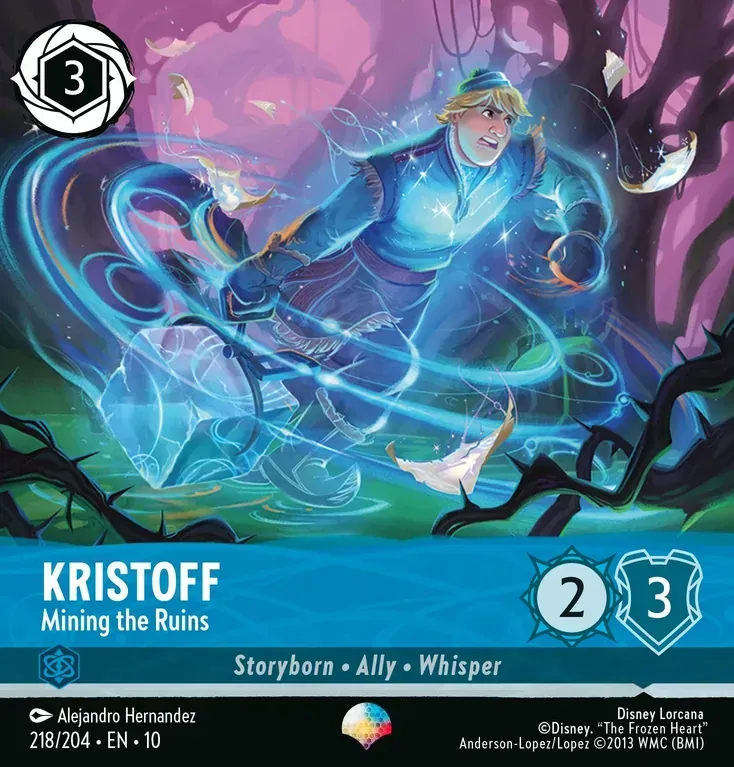 3
KRISTOFF
Mining the Ruins
2
3
Storyborn • Ally • Whisper
Alejandro Hernandez
218/204 • EN • 10
Disney Lorcana
©Disney. “The Frozen Heart”
Anderson-Lopez/Lopez ©2013 WMC (BMI)